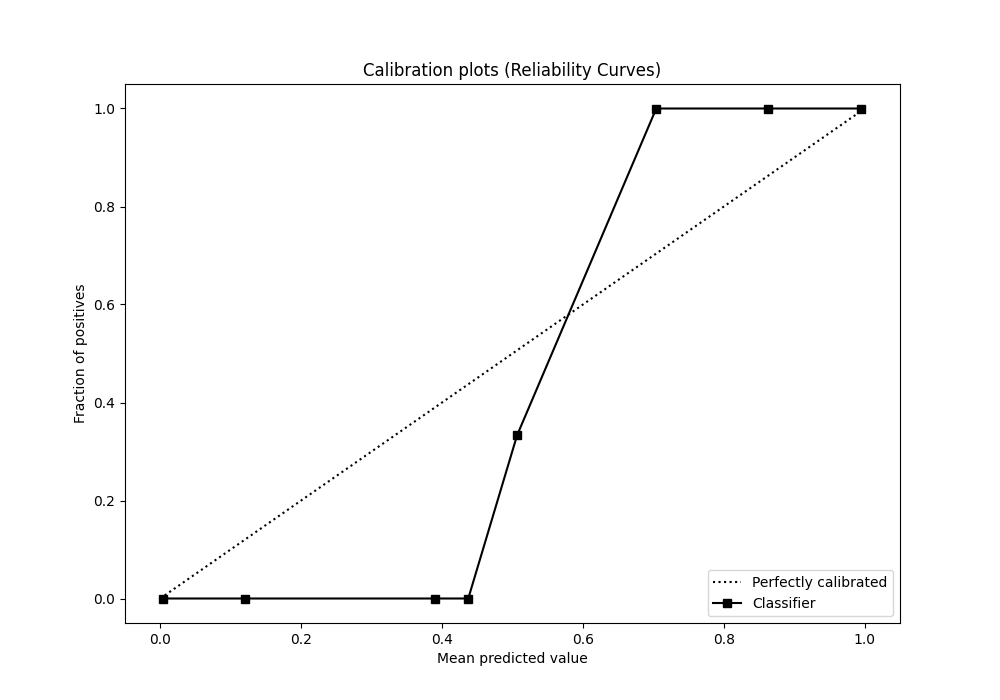 Calibration plots (Reliability Curves)
1.0
0.8
0.6
0.4
0.2
0.0
Fraction of positives
0.0 0.2 0.4 0.6 0.8 1.0
Mean predicted value
Perfectly calibrated
Classifier